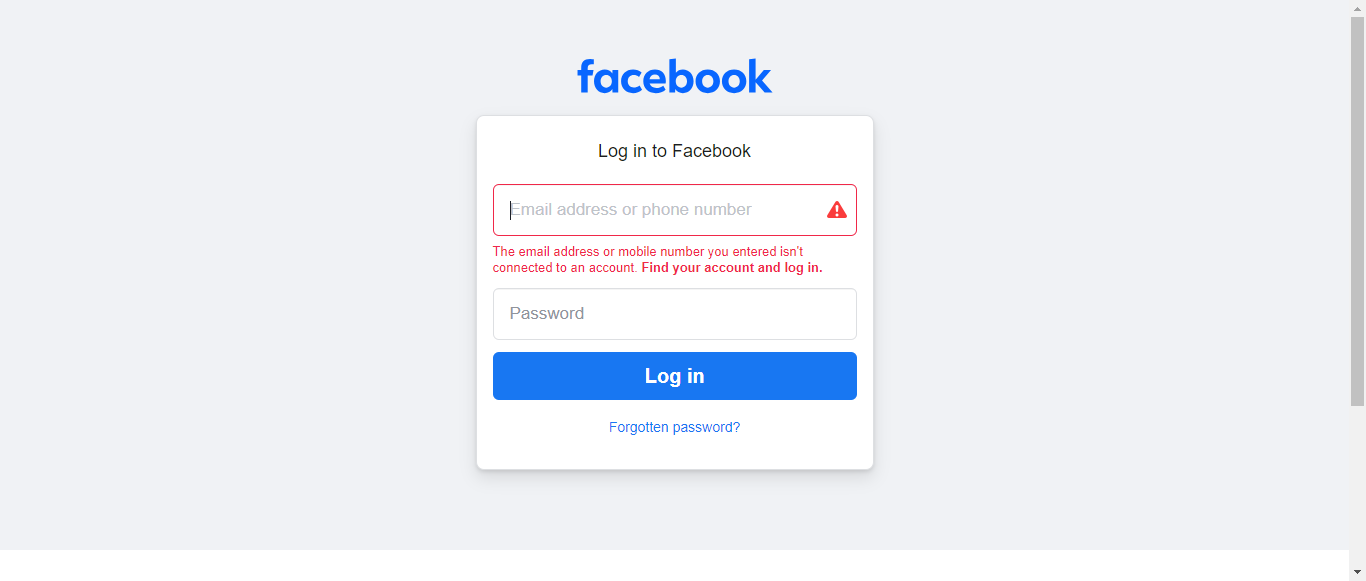 facebook
Log in to Facebook
Email address or phone number
The email address or mobile number you entered isn't
connected to an account. Find your account and log in.
Password
Log in
Forgotten password?